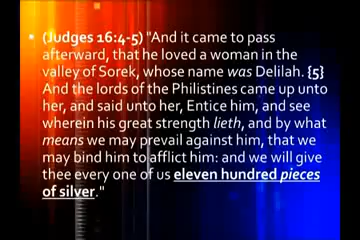 • (Judges 16:4-5) "And it came to pass
afterward, that he loved a woman in the
valley of Sorek, whose name was Delilah. {5}
And the lords of the Philistines came up unto
her, and said unto her, Entice him, and see
wherein his great strength lieth, and by what
means we may prevail against him, that we
may bind him to afflict him: and we will give
thee every one of us eleven hundred pieces
of silver."